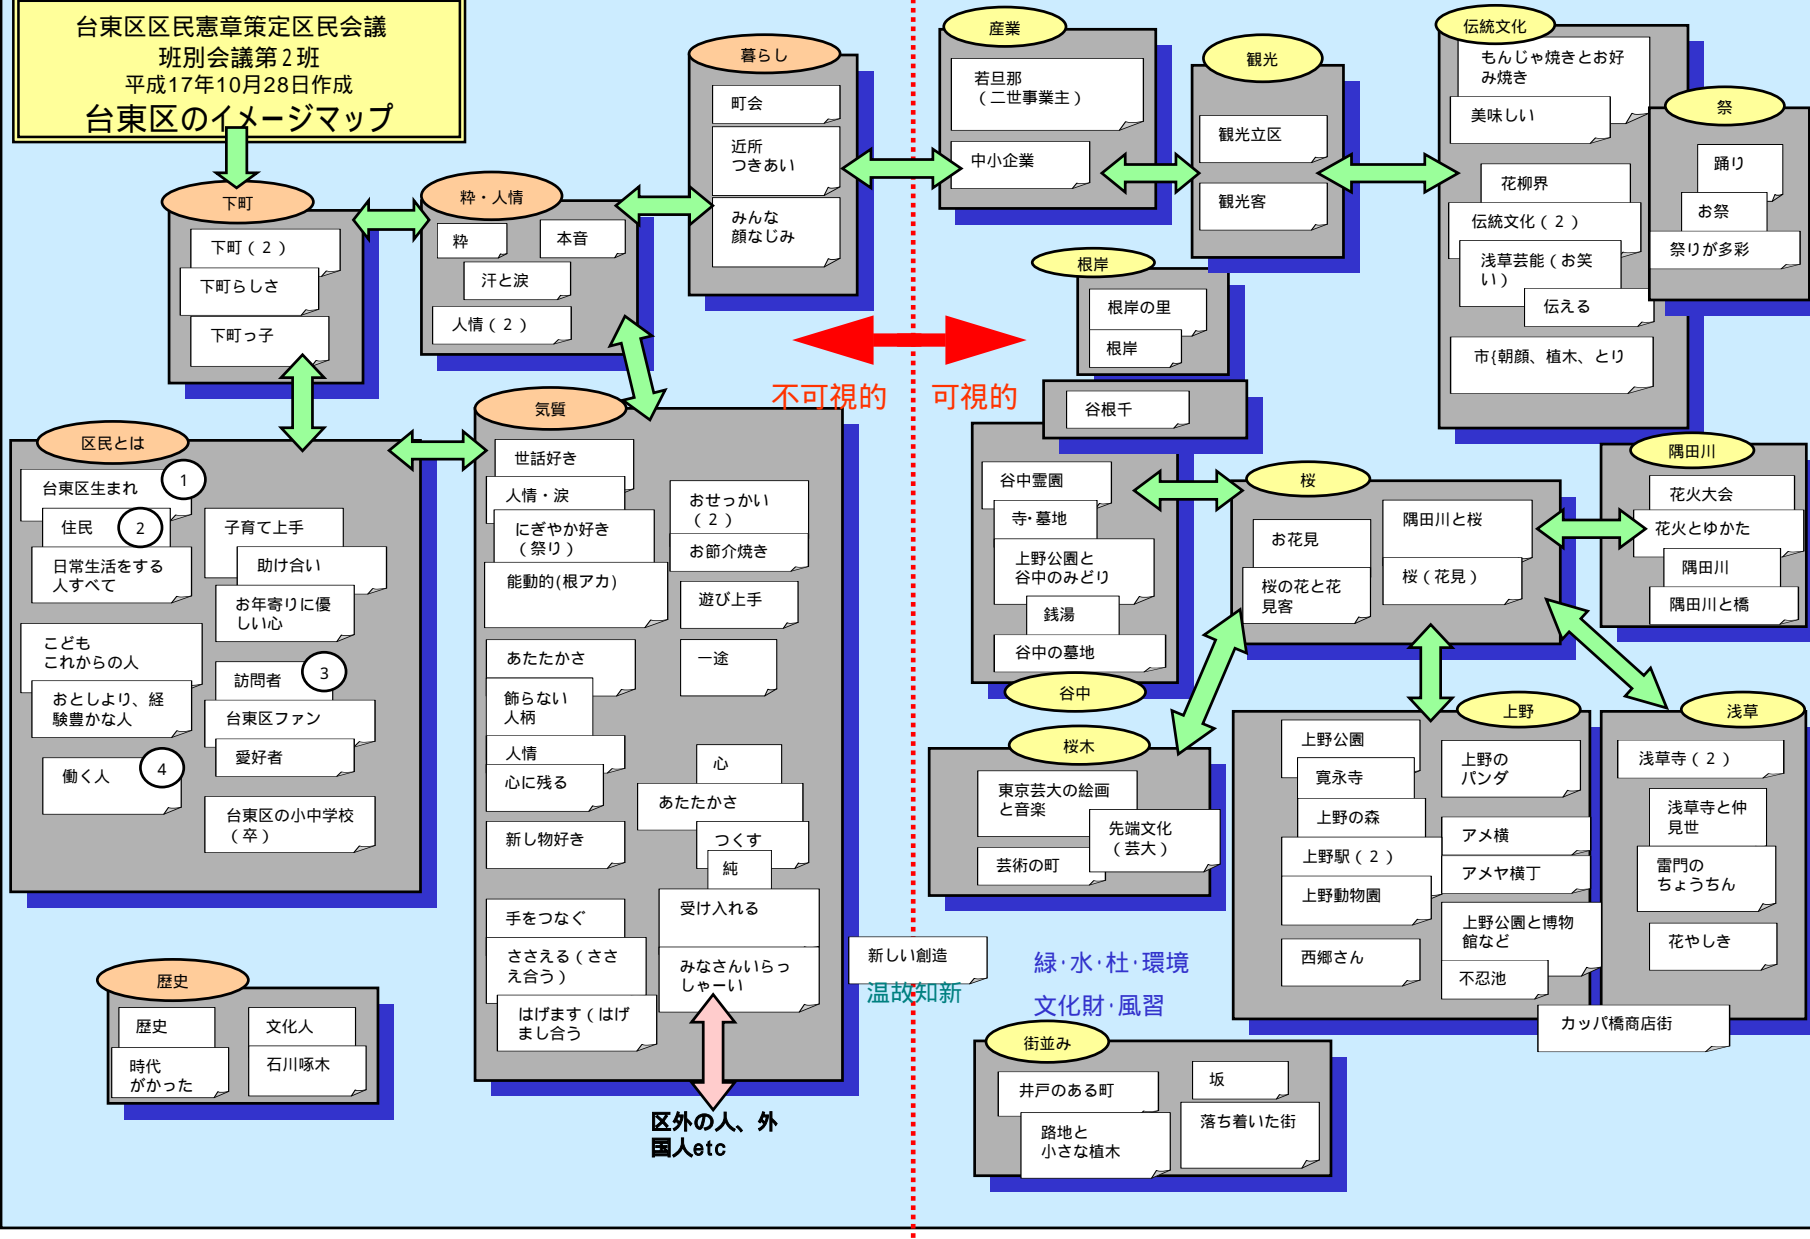 台東区区民憲章策定区民会議
班別会議第2班
平成17年10月28日作成
台東区のイメージマップ
下町
下町（2）
下町らしさ
下町っ子
粋・人情
粋
本音
汗と涙
人情（2）
暮らし
町会
近所
つきあい
みんな
顔なじみ
区民とは
台東区生まれ
1
住民
2
日常生活をする
人すべて
こども
これからの人
おとしより、経
験豊かな人
働く人
4
子育て上手
助け合い
お年寄りに優
しい心
訪問者
3
台東区ファン
愛好者
台東区の小中学校
（卒）
気質
世話好き
人情・涙
にぎやか好き
（祭り）
能動的(根アカ)
あたたかさ
飾らない
人柄
人情
心に残る
新し物好き
手をつなぐ
ささえる（ささ
え合う）
はげます（はげ
まし合う
おせっかい
（2）
お節介焼き
遊び上手
一途
心
あたたかさ
つくす
純
受け入れる
みなさんいらっ
しゃーい
区外の人、外
国人etc
歴史
歴史
時代
がかった
文化人
石川啄木
不可視的
可視的
新しい創造
温故知新
緑・水・杜・環境
文化財・風習
産業
若旦那
（二世事業主）
中小企業
観光
観光立区
観光客
伝統文化
もんじゃ焼きとお好
み焼き
美味しい
花柳界
伝統文化（2）
浅草芸能（お笑
い）
伝える
市{朝顔、植木、とり
祭
踊り
お祭
祭りが多彩
根岸
根岸の里
根岸
谷根千
谷中霊園
寺・墓地
上野公園と
谷中のみどり
銭湯
谷中の墓地
谷中
桜
お花見
桜の花と花
見客
隅田川と桜
桜（花見）
隅田川
花火大会
花火とゆかた
隅田川
隅田川と橋
桜木
東京芸大の絵画
と音楽
先端文化
（芸大）
芸術の町
上野
上野公園
寛永寺
上野の森
上野駅（2）
上野動物園
西郷さん
上野の
パンダ
アメ横
アメヤ横丁
上野公園と博物
館など
不忍池
浅草
浅草寺（2）
浅草寺と仲
見世
雷門の
ちょうちん
花やしき
カッパ橋商店街
街並み
井戸のある町
路地と
小さな植木
坂
落ち着いた街